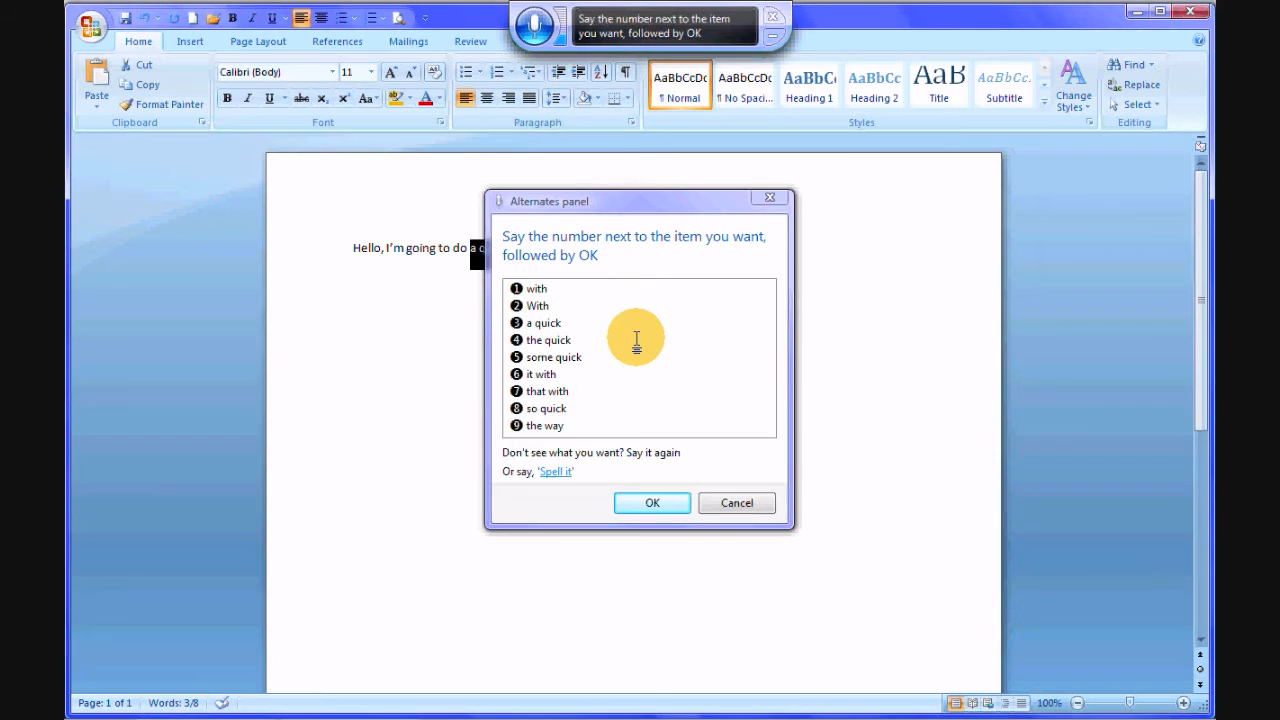 Say the number next to the item
you want, followed by OK
Home Insert Page Layout References Mailings Review
Cut
Copy
Format Painter
Paste
Clipboard
Calibri (Body) 11
Font
Paragraph
AaBbCcDc AaBbCcDc AaBbC AaBbCc AaB AaBbCc.
¶ Normal ¶ No Spaci... Heading 1 Heading 2 Title Subtitle
Change
Styles
Styles
Find
Replace
Select
Editing
Hello, I'm going to do a
Alternates panel
Say the number next to the item you want,
followed by OK
1 with
2 With
3 a quick
4 the quick
5 some quick
6 it with
7 that with
8 so quick
9 the way
Don't see what you want? Say it again
Or say, 'Spell it'
OK Cancel
Page: 1 of 1 Words: 3/8 100%